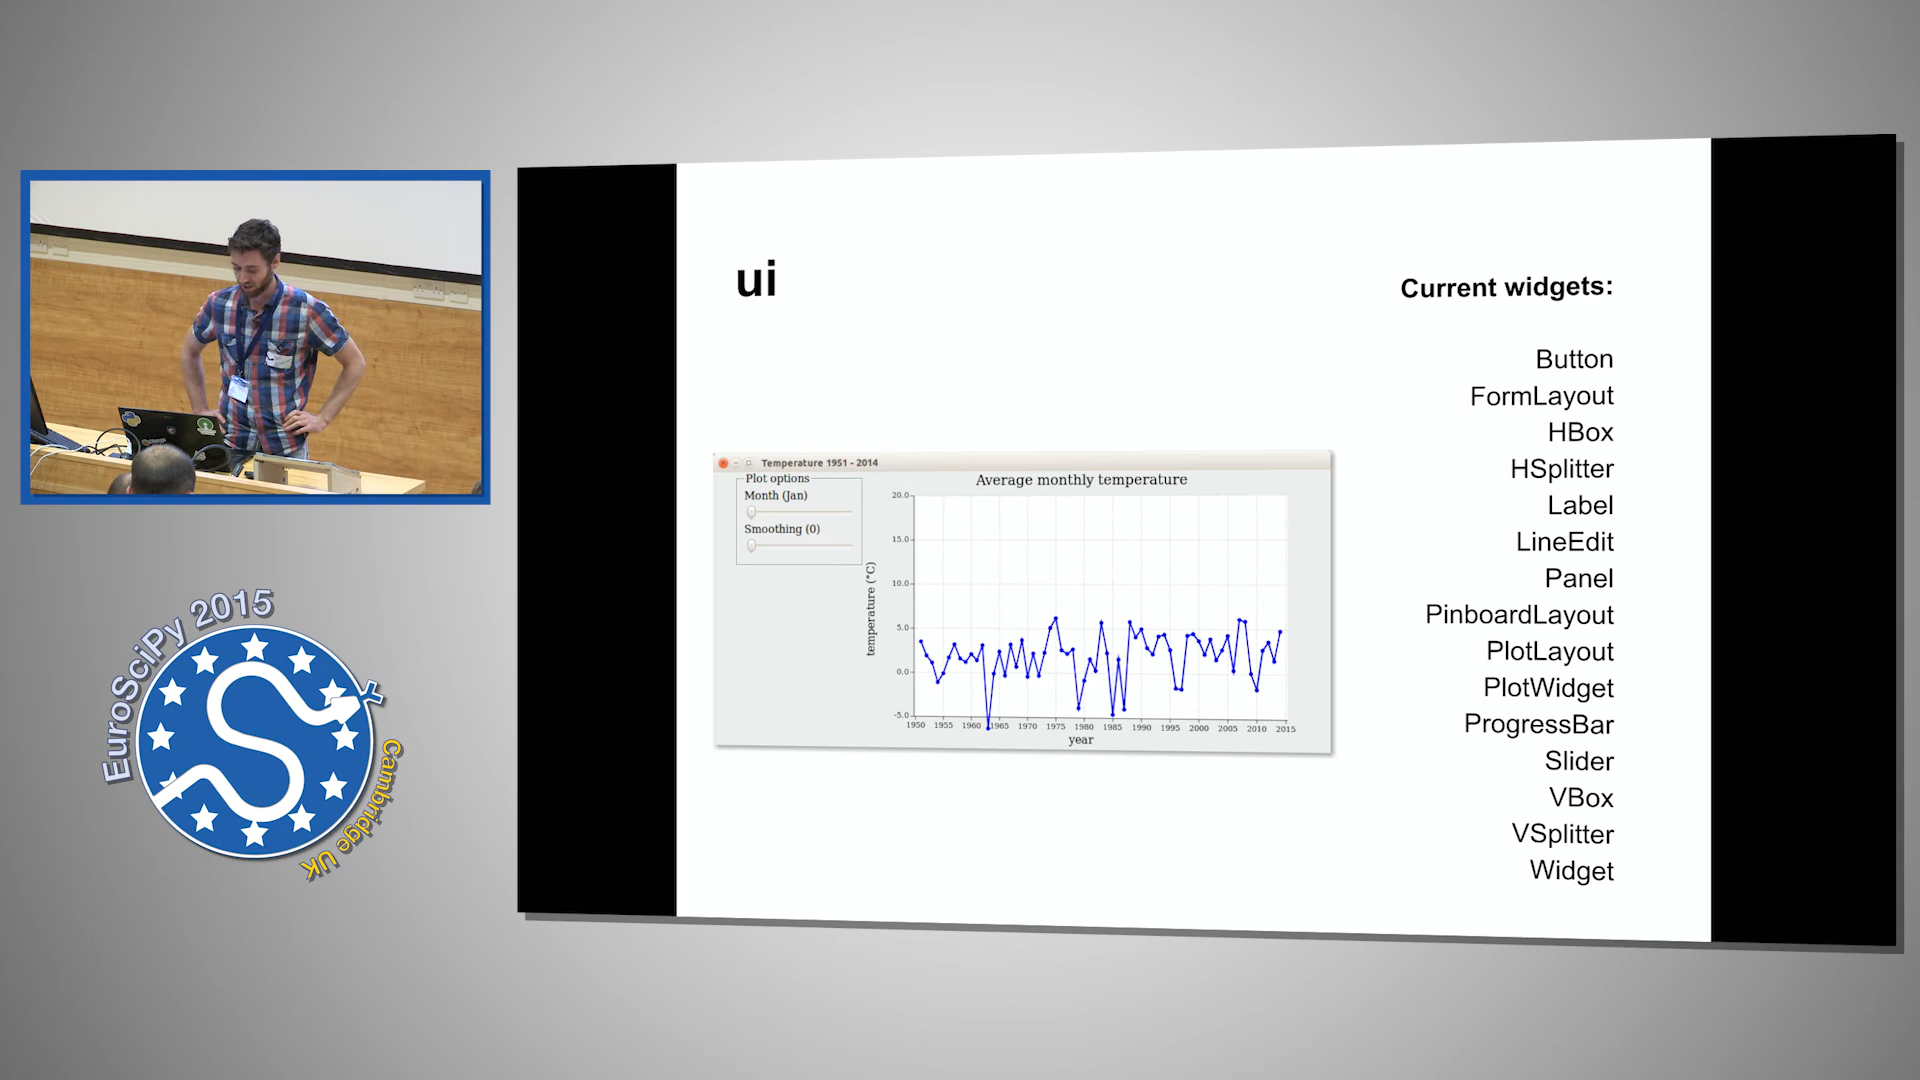 EuroSciPy 2015
Cambridge UK
ui
Temperature 1951 - 2014
Plot options
Month (Jan)
Smoothing (0)
Average monthly temperature
20.0
15.0
10.0
5.0
0.0
-5.0
temperature (°C)
1950 1955 1960 1965 1970 1975 1980 1985 1990 1995 2000 2005 2010 2015
year
Current widgets:
Button
FormLayout
HBox
HSplitter
Label
LineEdit
Panel
PinboardLayout
PlotLayout
PlotWidget
ProgressBar
Slider
VBox
VSplitter
Widget